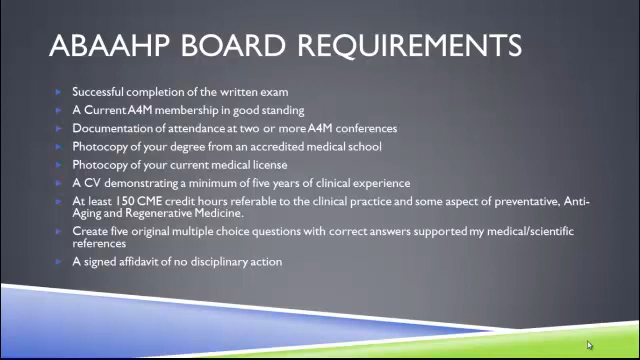 ABAAHP BOARD REQUIREMENTS
Successful completion of the written exam
A Current A4M membership in good standing
Documentation of attendance at two or more A4M conferences
Photocopy of your degree from an accredited medical school
Photocopy of your current medical license
A CV demonstrating a minimum of five years of clinical experience
At least 150 CME credit hours referable to the clinical practice and some aspect of preventative, Anti-
Aging and Regenerative Medicine.
Create five original multiple choice questions with correct answers supported my medical/scientific
references
A signed affidavit of no disciplinary action